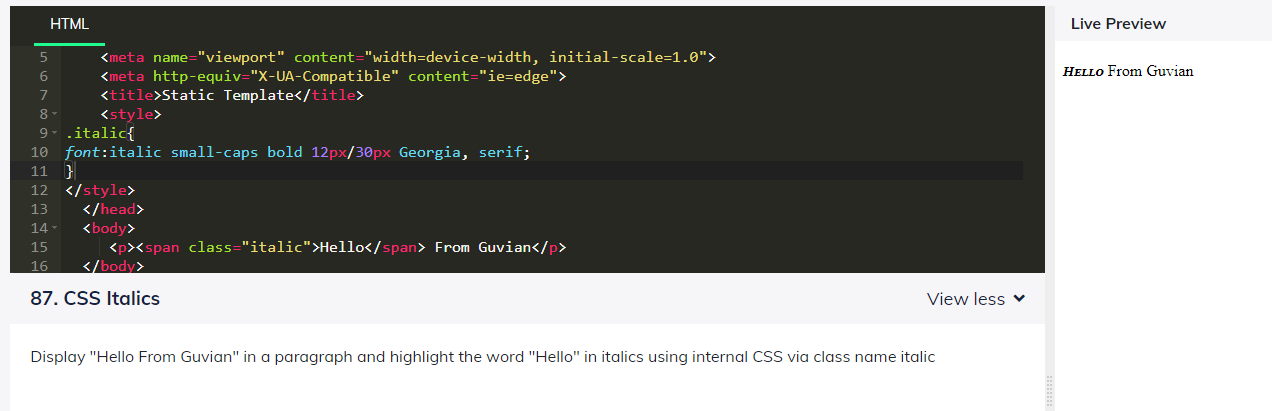 HTML
5 <meta name="viewport" content="width=device-width, initial-scale=1.0">
6 <meta http-equiv="X-UA-Compatible" content="ie=edge">
7 <title>Static Template</title>
8 <style>
9 .italic{
10 font:italic small-caps bold 12px/30px Georgia, serif;
11 }
12 </style>
13 </head>
14 <body>
15 <p><span class="italic">Hello</span> From Guvian</p>
16 </body>
87. CSS Italics
View less
Display "Hello From Guvian" in a paragraph and highlight the word "Hello" in italics using internal CSS via class name italic
Live Preview
Hello From Guvian